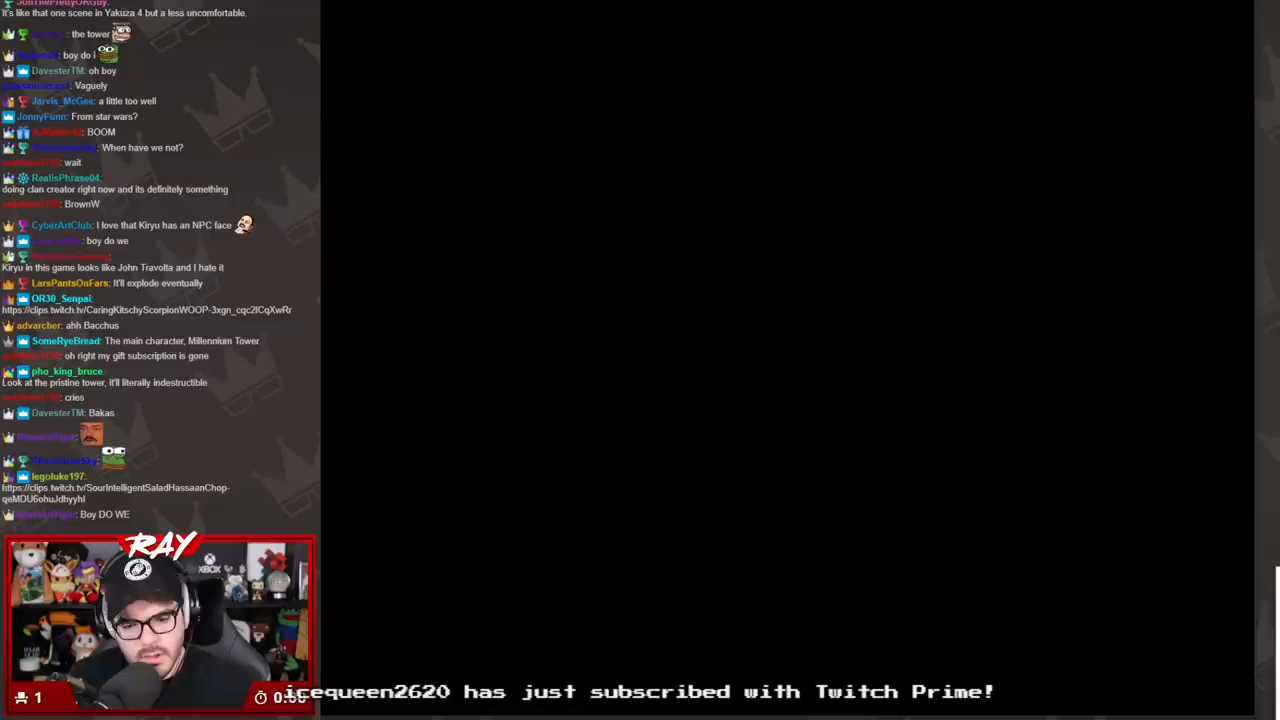 JonThePrettyOKGuy:
It's like that one scene in Yakuza 4 but a less uncomfortable.
: the tower
: boy do i
DavesterTM: oh boy
: Vaguely
Jarvis_McGee: a little too well
JonnyFunn: From star wars?
: BOOM
: When have we not?
: wait
RealisPhrase04:
doing clan creator right now and its definitely something
: BrownW
CyberArtClub: I love that Kiryu has an NPC face
: boy do we
Kiryu in this game looks like John Travolta and I hate it
LarsPantsOnFars: It'll explode eventually
OR30_Senpai:
https://clips.twitch.tv/CaringKitschyScorpionWOOP-3xgn_cqc2lCqXwRr
advarcher: ahh Bacchus
SomeRyeBread: The main character, Millennium Tower.
: oh right my gift subscription is gone
pho_king_bruce:
Look at the pristine tower, it'll literally indestructible
: cries
DavesterTM: Bakas
legoluke197:
https://clips.twitch.tv/SourIntelligentSaladHassaanChop-
qeMDU6ohuJdhyyhI
: Boy DO WE
RAY
XBOX
1
icequeen2620 has just subscribed with Twitch Prime!